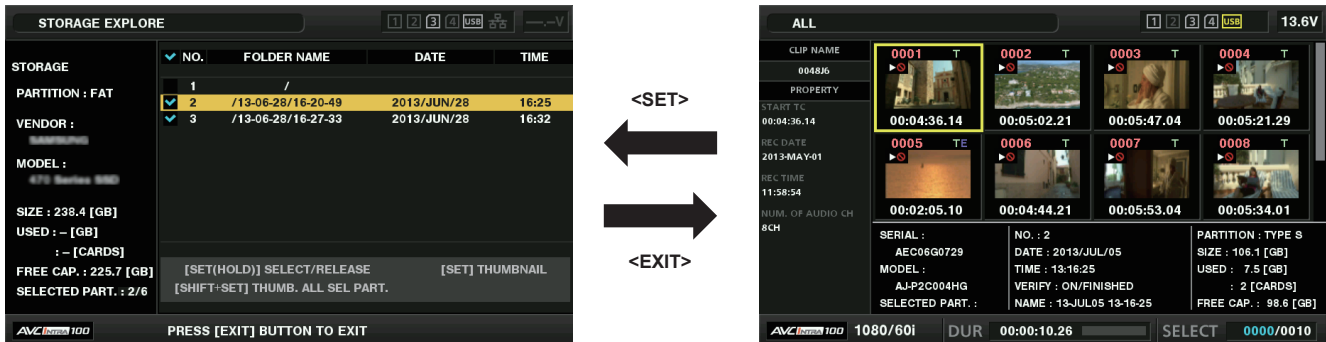 STORAGE EXPLORE
1 2 3 4 USB --.-V
STORAGE
PARTITION : FAT
VENDOR :
SAMSUNG
MODEL :
470 Series SSD
SIZE : 238.4 [GB]
USED : – [GB]
: – [CARDS]
FREE CAP. : 225.7 [GB]
SELECTED PART. : 2/6
NO. FOLDER NAME DATE TIME
1 /
2 /13-06-28/16-20-49 2013/JUN/28 16:25
3 /13-06-28/16-27-33 2013/JUN/28 16:32
[SET(HOLD)] SELECT/RELEASE [SET] THUMBNAIL
[SHIFT+SET] THUMB. ALL SEL PART.
AVC INTRA 100 PRESS [EXIT] BUTTON TO EXIT
<SET>
<EXIT>
ALL
1 2 3 4 USB 13.6V
CLIP NAME
0048J6
PROPERTY
START TC
00:04:36.14
REC DATE
2013-MAY-01
REC TIME
11:58:54
NUM. OF AUDIO CH
8CH
0001 T 0002 T 0003 T 0004 T
00:04:36.14 00:05:02.21 00:05:47.04 00:05:21.29
0005 TE 0006 T 0007 T 0008 T
00:02:05.10 00:04:44.21 00:05:53.04 00:05:34.01
SERIAL :
AEC06G0729
MODEL :
AJ-P2C004HG
SELECTED PART. :
NO. : 2
DATE : 2013/JUL/05
TIME : 13:16:25
VERIFY : ON/FINISHED
NAME : 13-JUL05 13-16-25
PARTITION : TYPE S
SIZE : 106.1 [GB]
USED : 7.5 [GB]
: 2 [CARDS]
FREE CAP. : 98.6 [GB]
AVC INTRA 100 1080/60i DUR 00:00:10.26 SELECT 0000/0010